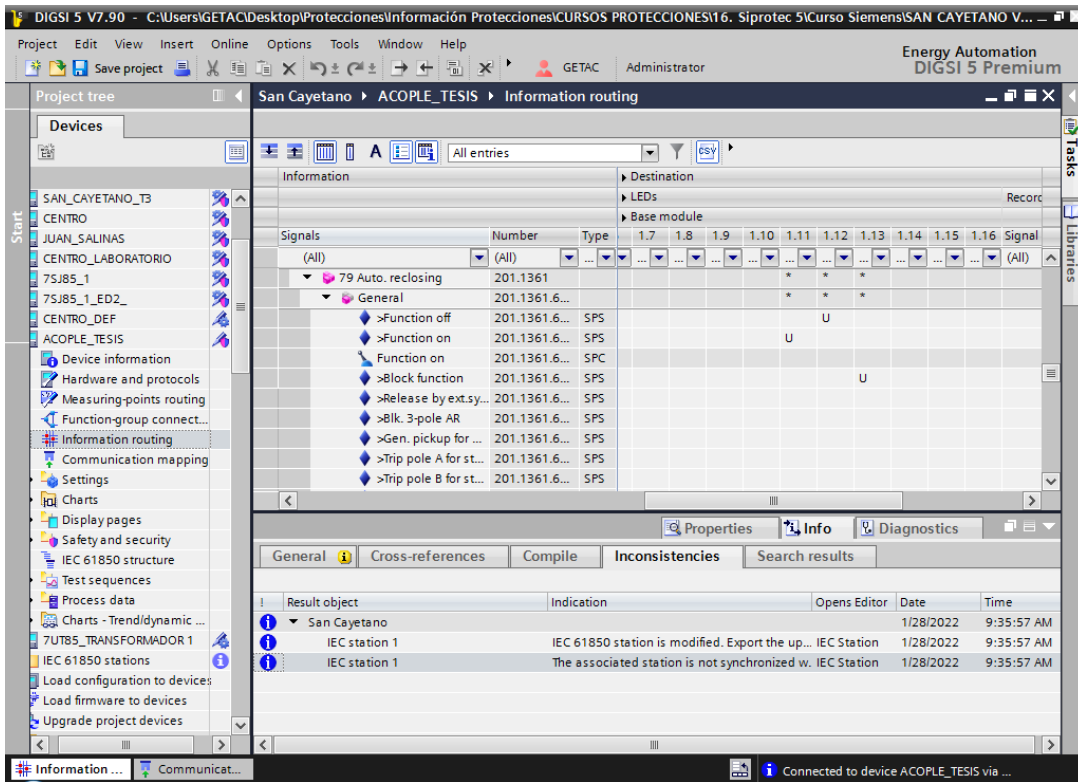 DIGSI 5 V7.90 - C:\Users\GETAC\Desktop\Protecciones\Información Protecciones\CURSOS PROTECCIONES\16. Siprotec 5\Curso Siemens\SAN CAYETANO V...
Project Edit View Insert Online Options Tools Window Help
Energy Automation
DIGSI 5 Premium
Save project GETAC Administrator
Project tree
San Cayetano ACOPLE_TESIS Information routing
Devices
Start
Tasks
Libraries
A All entries csv
Information Destination
LEDs Record
Base module
Signals Number Type 1.7 1.8 1.9 1.10 1.11 1.12 1.13 1.14 1.15 1.16 Signal
(All) (All) ... ... ... ... ... ... ... ... ... ... ... (All)
79 Auto. reclosing 201.1361 * * *
General 201.1361.6... * * *
>Function off 201.1361.6... SPS U
>Function on 201.1361.6... SPS U
Function on 201.1361.6... SPC
>Block function 201.1361.6... SPS U
>Release by ext.sy... 201.1361.6... SPS
>Blk. 3-pole AR 201.1361.6... SPS
>Gen. pickup for ... 201.1361.6... SPS
>Trip pole A for st... 201.1361.6... SPS
>Trip pole B for st... 201.1361.6... SPS
SAN_CAYETANO_T3
CENTRO
JUAN_SALINAS
CENTRO_LABORATORIO
7SJ85_1
7SJ85_1_ED2_
CENTRO_DEF
ACOPLE_TESIS
Device information
Hardware and protocols
Measuring-points routing
Function-group connect...
Information routing
Communication mapping
Settings
Charts
Display pages
Safety and security
IEC 61850 structure
Test sequences
Process data
Charts - Trend/dynamic ...
7UT85_TRANSFORMADOR 1
IEC 61850 stations
Load configuration to devices
Load firmware to devices
Upgrade project devices
Properties Info Diagnostics
General Cross-references Compile Inconsistencies Search results
! Result object Indication Opens Editor Date Time
San Cayetano 1/28/2022 9:35:57 AM
IEC station 1 IEC 61850 station is modified. Export the up... IEC Station 1/28/2022 9:35:57 AM
IEC station 1 The associated station is not synchronized w. IEC Station 1/28/2022 9:35:57 AM
Information ... Communicat... Connected to device ACOPLE_TESIS via ...